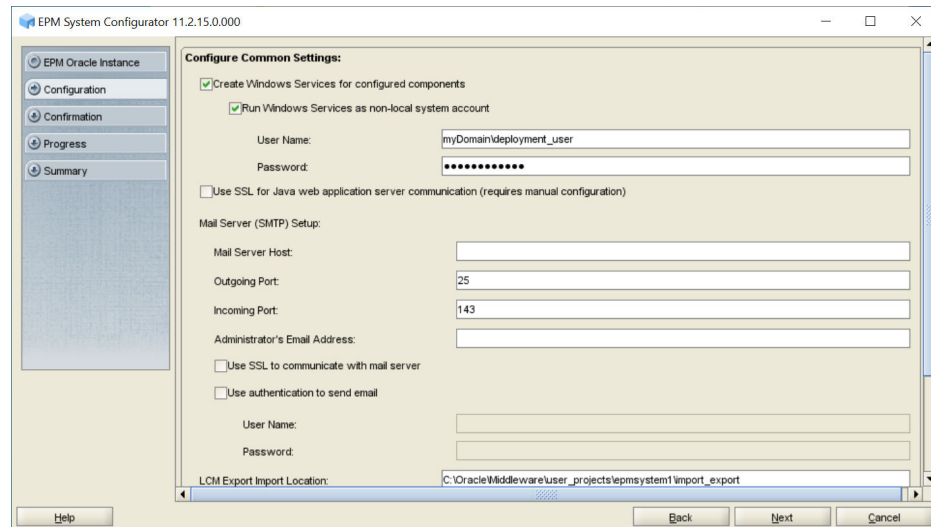 EPM System Configurator 11.2.15.0.000
EPM Oracle Instance
Configuration
Confirmation
Progress
Summary
Configure Common Settings:
Create Windows Services for configured components
Run Windows Services as non-local system account
User Name: myDomain\deployment_user
Password: ●●●●●●●●●●●●
Use SSL for Java web application server communication (requires manual configuration)
Mail Server (SMTP) Setup:
Mail Server Host:
Outgoing Port: 25
Incoming Port: 143
Administrator's Email Address:
Use SSL to communicate with mail server
Use authentication to send email
User Name:
Password:
LCM Export Import Location: C:\Oracle\Middleware\user_projects\epmsystem1\import_export
Help Back Next Cancel